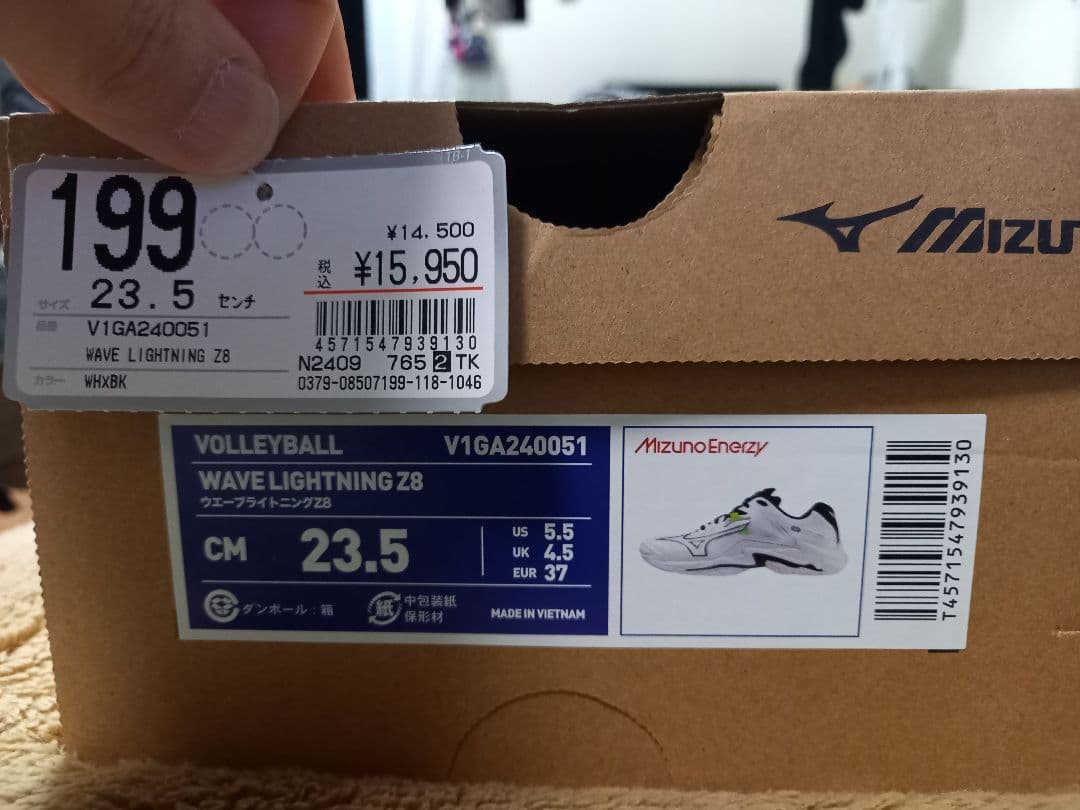 TB-T
199
¥14,500
税込 ¥15,950
サイズ 23.5 センチ
品番 V1GA240051
WAVE LIGHTNING Z8
カラー WHxBK
4571547939130
N2409 765 2 TK
0379-08507199-118-1046
MIZU
VOLLEYBALL V1GA240051
WAVE LIGHTNING Z8
ウエーブライトニングZ8
CM 23.5
US 5.5
UK 4.5
EUR 37
ダンボール:箱
紙 中包装紙
保形材
MADE IN VIETNAM
MizunoEnerzy
T4571547939130